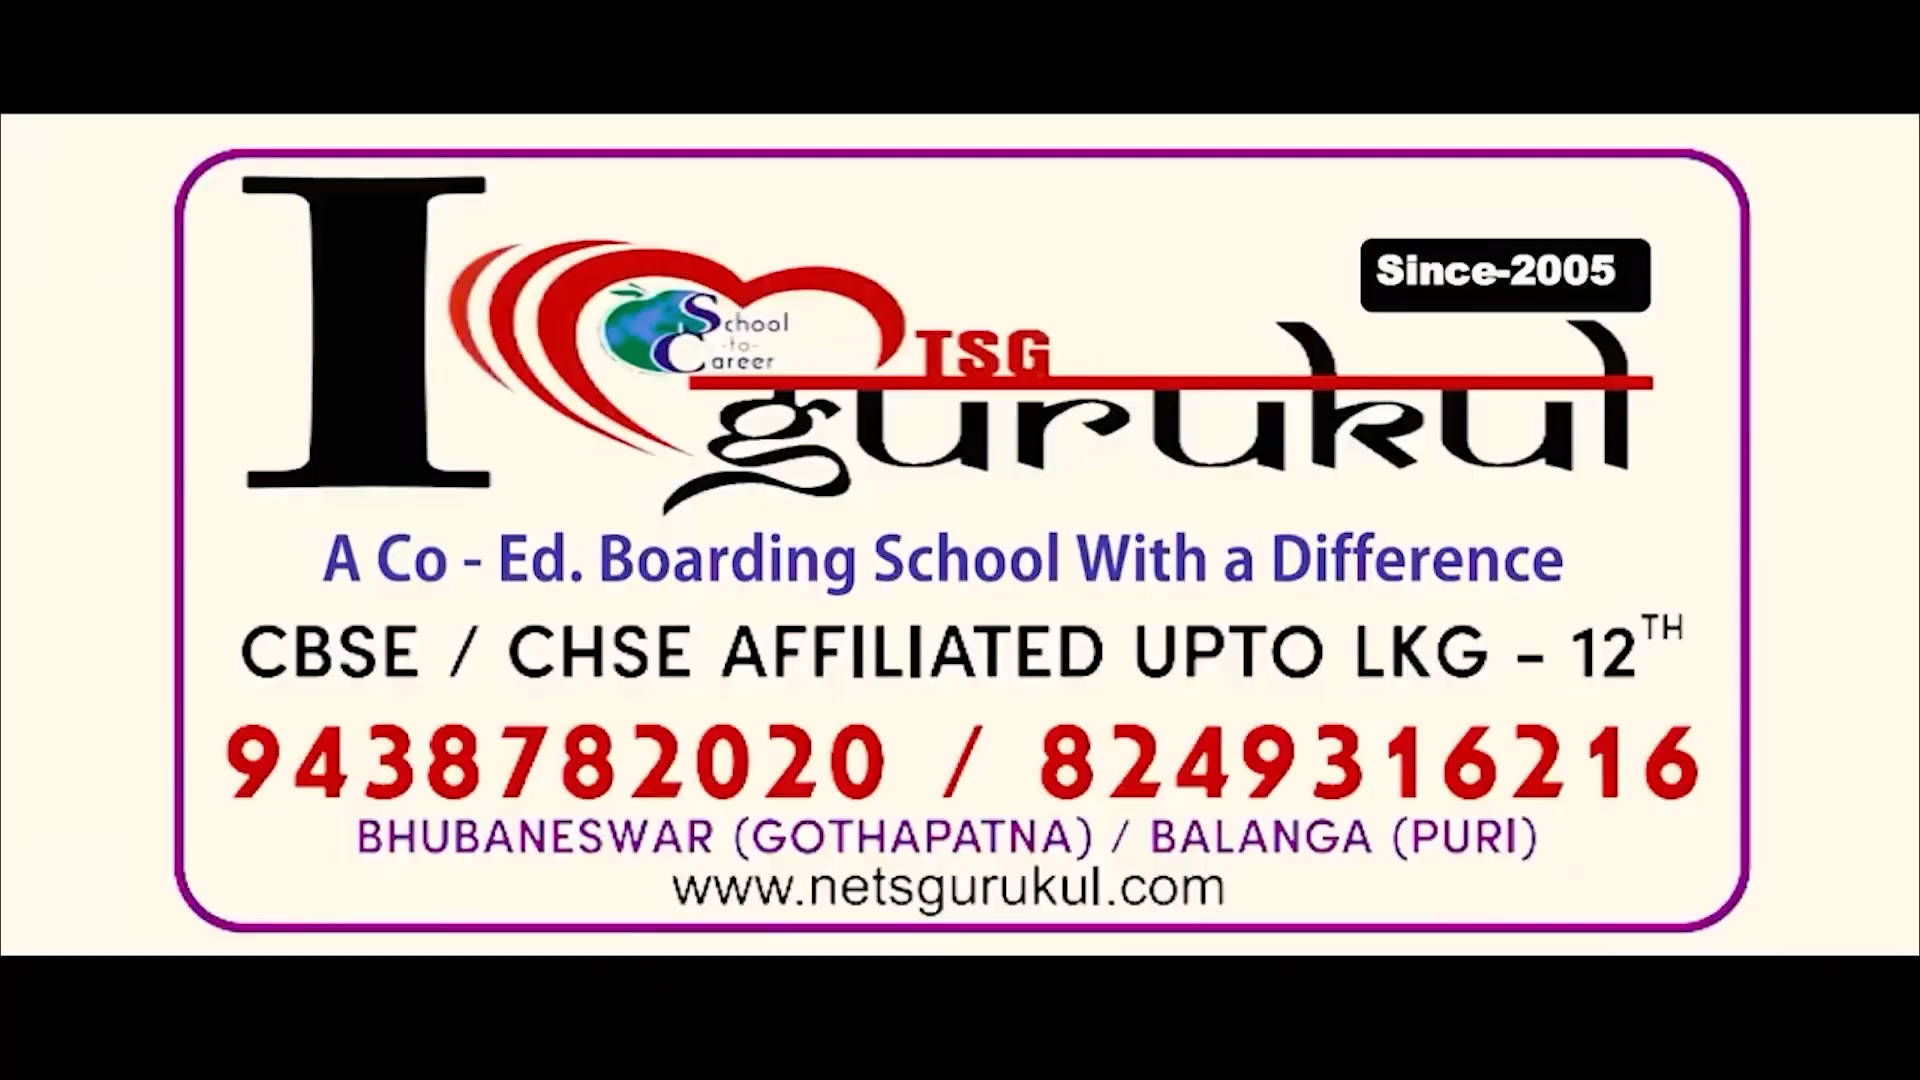 I
Since-2005
School
-to-
Career
TSG
gurukul
A Co - Ed. Boarding School With a Difference
CBSE / CHSE AFFILIATED UPTO LKG - 12TH
9438782020 / 8249316216
BHUBANESWAR (GOTHAPATNA) / BALANGA (PURI)
www.netsgurukul.com